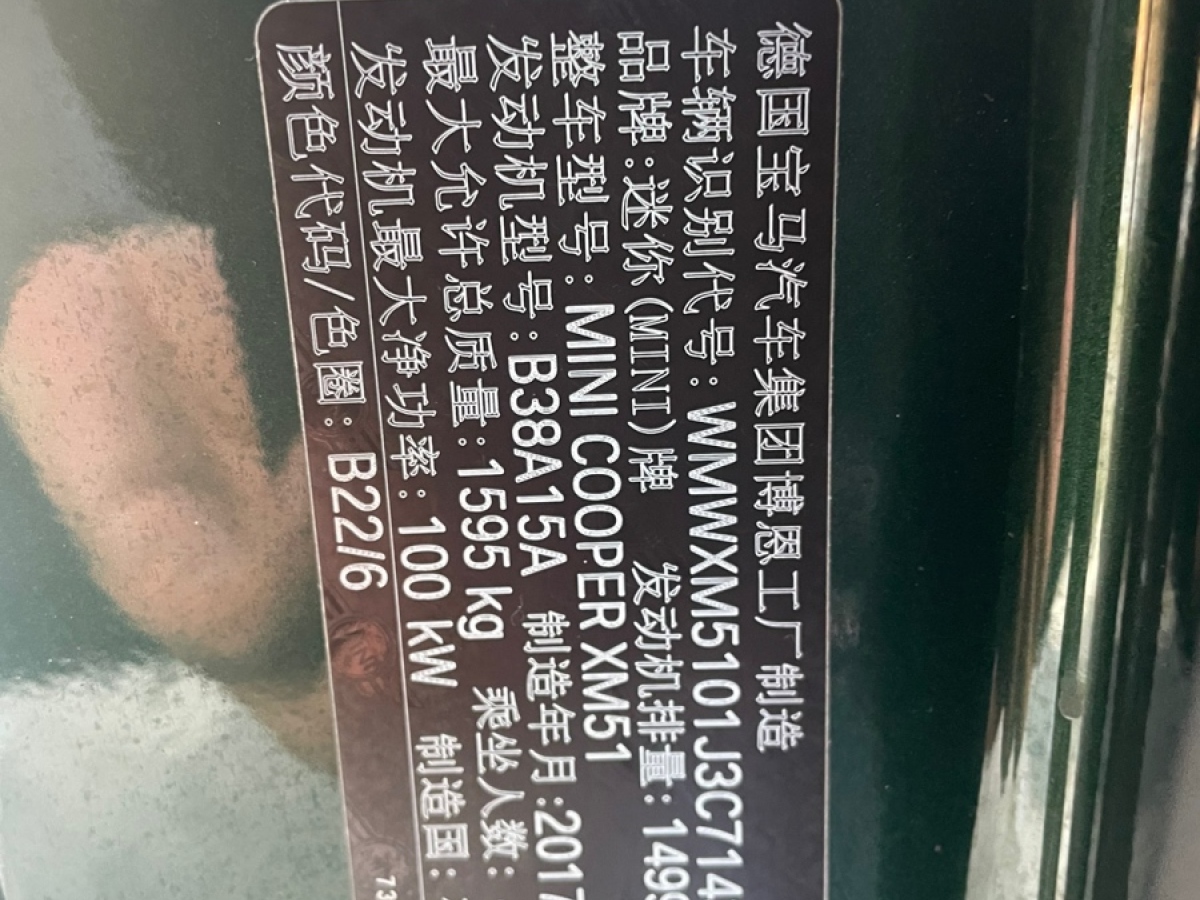 德国宝马汽车集团博恩工厂制造
车辆识别代号:WMWXM5101J3C714
品牌:迷你(MINI)牌 发动机排量:149
整车型号:MINI COOPER XM51
发动机型号:B38A15A 制造年月:2017
最大允许总质量:1595 kg 乘坐人数:
发动机最大净功率:100 kW 制造国:
颜色代码/色圈:B22/6
73